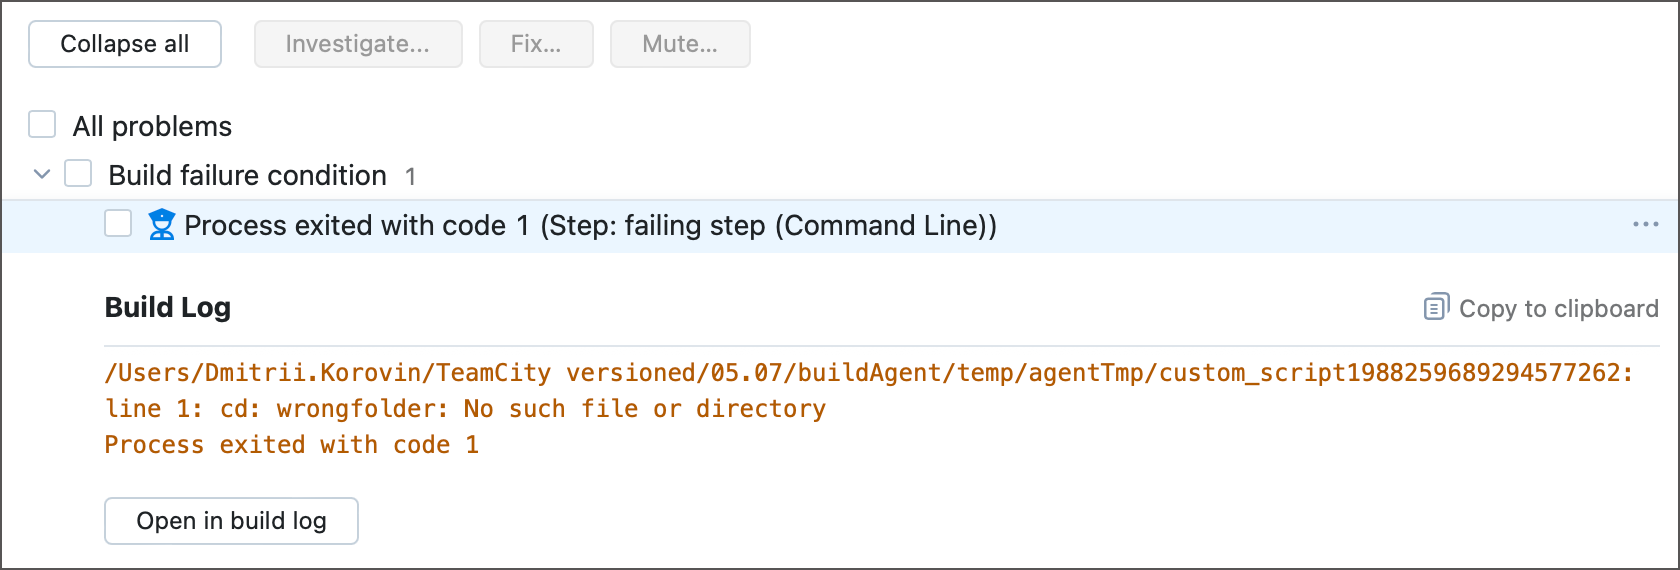 Collapse all Investigate... Fix... Mute...
All problems
Build failure condition 1
Process exited with code 1 (Step: failing step (Command Line))
Build Log Copy to clipboard
/Users/Dmitrii.Korovin/TeamCity versioned/05.07/buildAgent/temp/agentTmp/custom_script1988259689294577262:
line 1: cd: wrongfolder: No such file or directory
Process exited with code 1
Open in build log